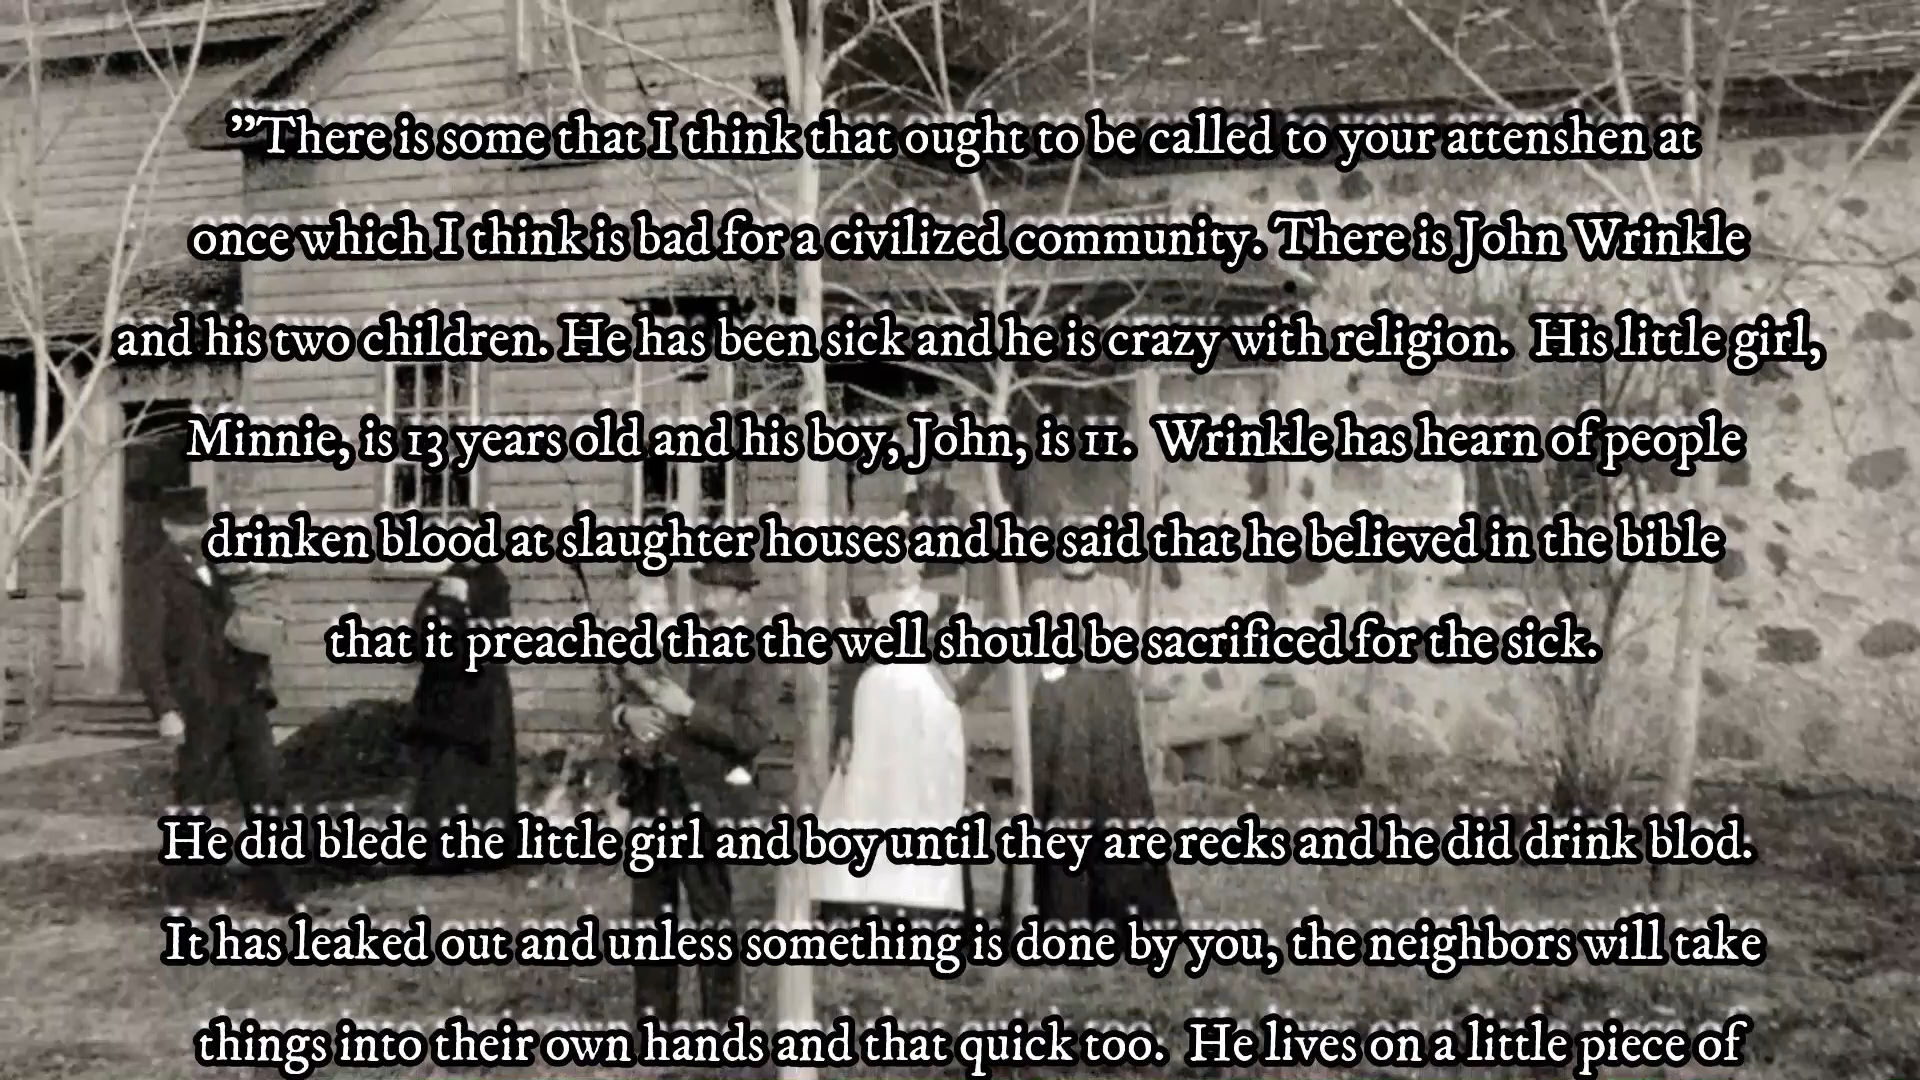 ”There is some that I think that ought to be called to your attenshen at
once which I think is bad for a civilized community. There is John Wrinkle
and his two children. He has been sick and he is crazy with religion.  His little girl,
Minnie, is 13 years old and his boy, John, is 11.  Wrinkle has hearn of people
drinken blood at slaughter houses and he said that he believed in the bible
that it preached that the well should be sacrificed for the sick.
He did blede the little girl and boy until they are recks and he did drink blod.
It has leaked out and unless something is done by you, the neighbors will take
things into their own hands and that quick too.  He lives on a little piece of